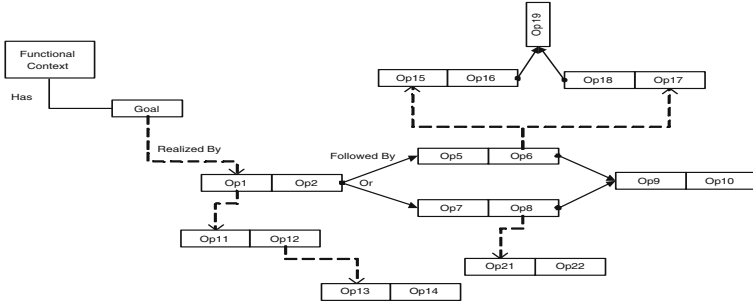 Op19
Functional
Context
Op15 Op16
Op18 Op17
Has
Goal
Realized By
Followed By
Op5 Op6
Op1 Op2
Or
Op9 Op10
Op7 Op8
Op11 Op12
Op21 Op22
Op13 Op14